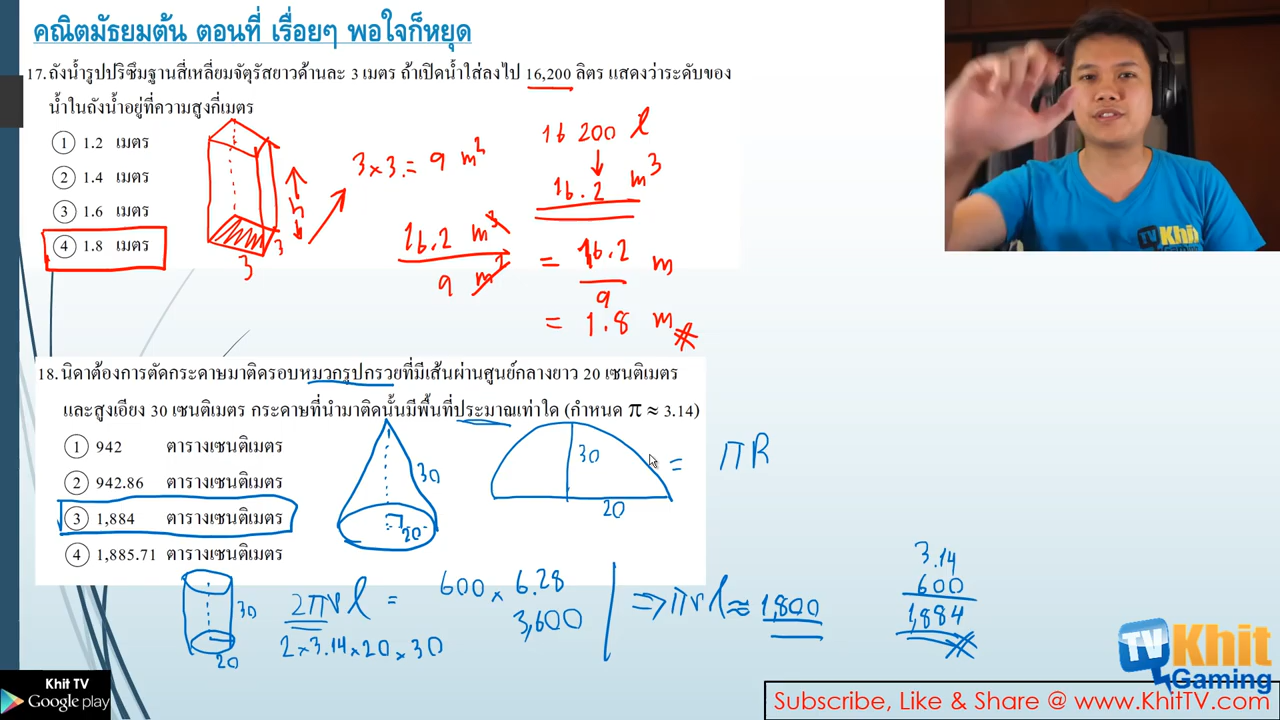 คณิตมัธยมต้น ตอนที่ เรื่อยๆ พอใจก็หยุด
17. ถังน้ำรูปปริซึมฐานสี่เหลี่ยมจัตุรัสยาวด้านละ 3 เมตร ถ้าเปิดน้ำใส่ลงไป 16,200 ลิตร แสดงว่าระดับของ
น้ำในถังน้ำอยู่ที่ความสูงกี่เมตร
1 1.2 เมตร
2 1.4 เมตร
3 1.6 เมตร
4 1.8 เมตร
h
3
3
3×3 = 9 m²
16 200 l
16.2 m³
16.2 m³
9 m²
= 16.2 m
9
= 1.8 m
18. นิดาต้องการตัดกระดาษมาติดรอบหมวกรูปกรวยที่มีเส้นผ่านศูนย์กลางยาว 20 เซนติเมตร
และสูงเอียง 30 เซนติเมตร กระดาษที่นำมาติดนั้นมีพื้นที่ประมาณเท่าใด (กำหนด π ≈ 3.14)
1 942 ตารางเซนติเมตร
2 942.86 ตารางเซนติเมตร
3 1,884 ตารางเซนติเมตร
4 1,885.71 ตารางเซนติเมตร
30
20
30
20
= πR
30
20
2πrl = 600 × 6.28
3,600
2×3.14×20×30
⇒ πrl ≈ 1,800
3.14
600
1,884
TV Khit
TV Khit
Gaming
Khit TV
Google play
Subscribe, Like & Share @ www.KhitTV.com